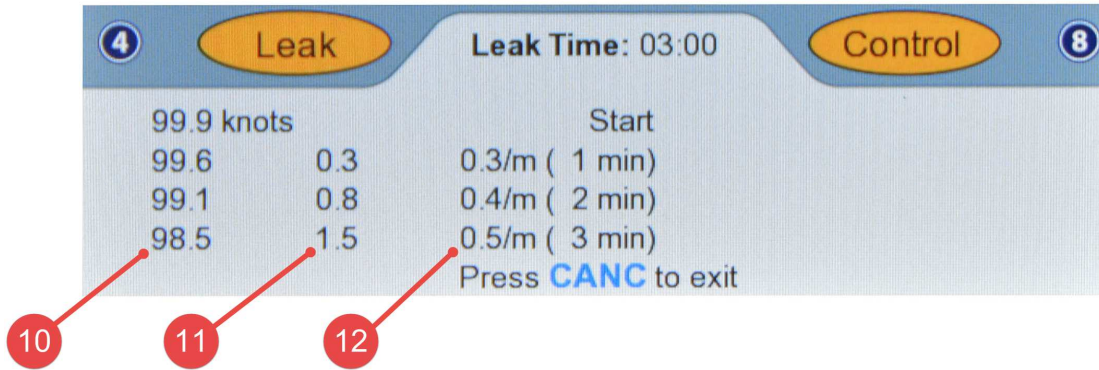 4 Leak Leak Time: 03:00 Control 8
99.9 knots Start
99.6 0.3 0.3/m ( 1 min)
99.1 0.8 0.4/m ( 2 min)
98.5 1.5 0.5/m ( 3 min)
Press CANC to exit
10 11 12